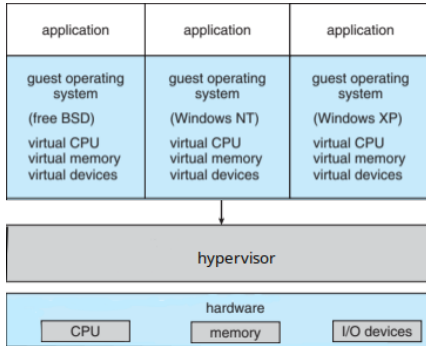 application
application
application
guest operating
system
(free BSD)
virtual CPU
virtual memory
virtual devices
guest operating
system
(Windows NT)
virtual CPU
virtual memory
virtual devices
guest operating
system
(Windows XP)
virtual CPU
virtual memory
virtual devices
hypervisor
hardware
CPU
memory
I/O devices